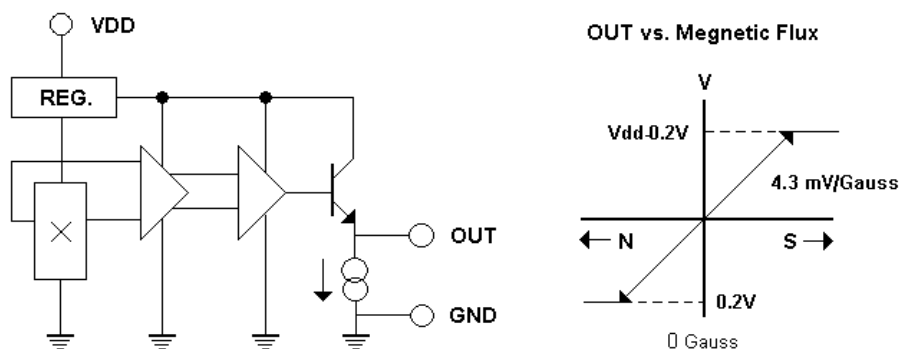 VDD
REG.
OUT
GND
OUT vs. Megnetic Flux
V
Vdd-0.2V
4.3 mV/Gauss
N
S
0.2V
0 Gauss